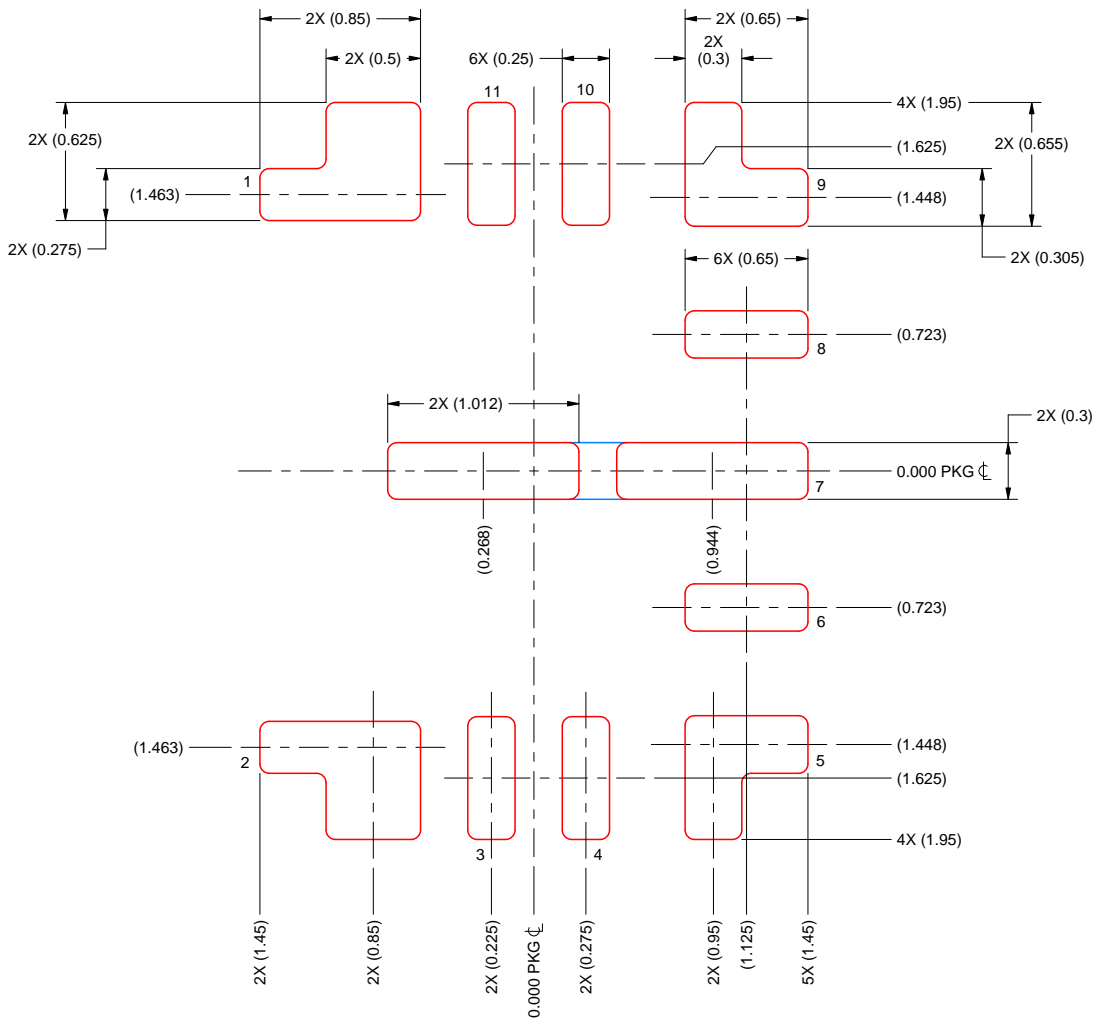 2X (0.85)
2X (0.65)
2X (0.5)
6X (0.25)
2X
(0.3)
11
10
4X (1.95)
2X (0.625)
(1.625)
2X (0.655)
1
(1.463)
9
(1.448)
2X (0.275)
2X (0.305)
6X (0.65)
(0.723)
8
2X (1.012)
2X (0.3)
0.000 PKG CL
7
(0.268)
(0.944)
(0.723)
6
(1.463)
2
(1.448)
5
(1.625)
3
4
4X (1.95)
2X (1.45)
2X (0.85)
2X (0.225)
0.000 PKG CL
2X (0.275)
2X (0.95)
(1.125)
5X (1.45)